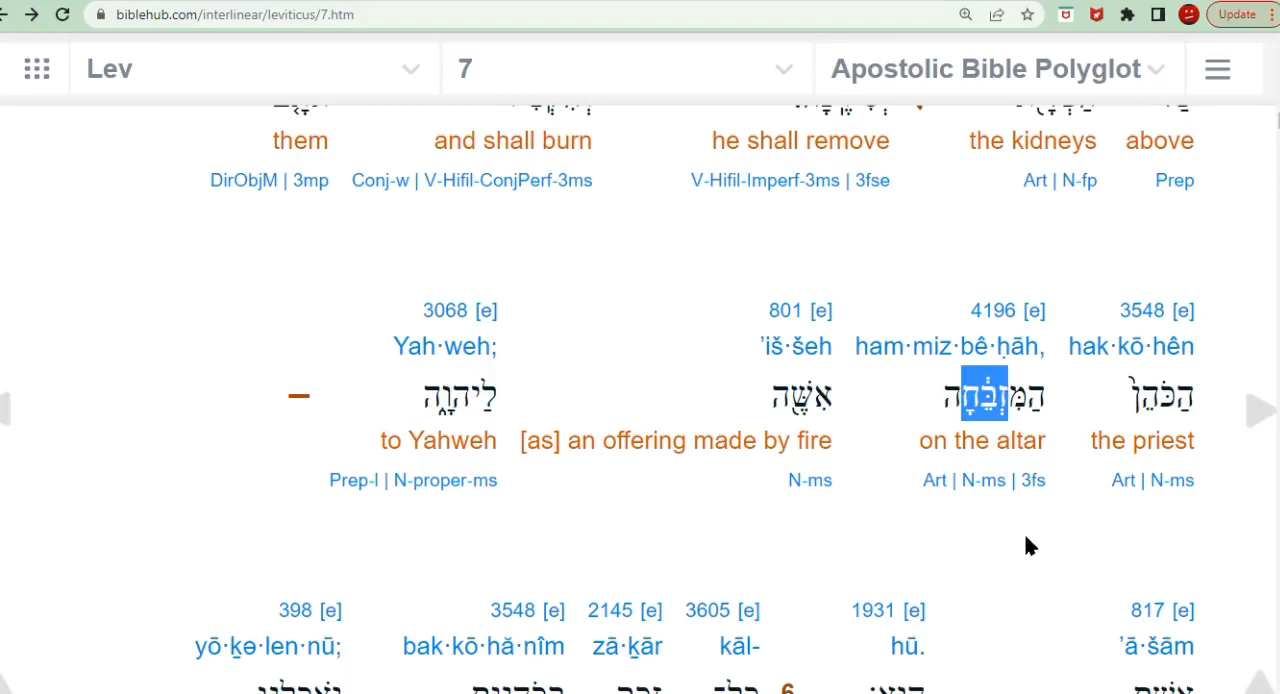 biblehub.com/interlinear/leviticus/7.htm Update
Lev 7 Apostolic Bible Polyglot
them and shall burn he shall remove the kidneys above
DirObjM | 3mp Conj-w | V-Hifil-ConjPerf-3ms V-Hifil-Imperf-3ms | 3fse Art | N-fp Prep
3068 [e] 801 [e] 4196 [e] 3548 [e]
Yah·weh; ’iš·šeh ham·miz·bê·ḥāh, hak·kō·hên
– לַיהוָ֑ה אִשֶּׁ֖ה הַמִּזְבֵּ֔חָה הַכֹּהֵן֙
to Yahweh [as] an offering made by fire on the altar the priest
Prep-l | N-proper-ms N-ms Art | N-ms | 3fs Art | N-ms
398 [e] 3548 [e] 2145 [e] 3605 [e] 1931 [e] 817 [e]
yō·ḵə·len·nū; bak·kō·hă·nîm zā·ḵār kāl- hū. ’ā·šām
6